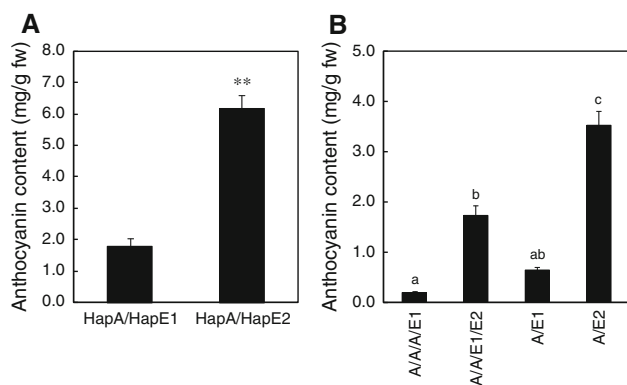 A
Anthocyanin content (mg/g fw)
8.0
7.0
6.0
5.0
4.0
3.0
2.0
1.0
0.0
**
HapA/HapE1
HapA/HapE2
B
Anthocyanin content (mg/g fw)
5.0
4.0
3.0
2.0
1.0
0.0
a
b
ab
c
A/A/A/E1
A/A/E1/E2
A/E1
A/E2